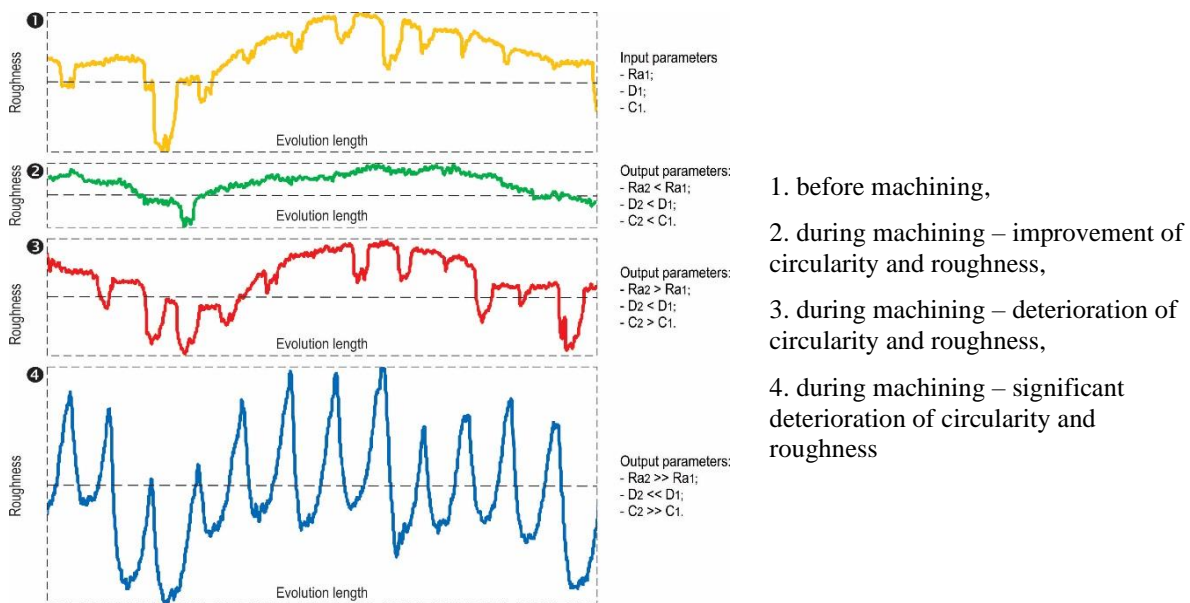 ❶
Roughness
Evolution length
Input parameters
- Ra1;
- D1;
- C1.
❷
Roughness
Evolution length
Output parameters:
- Ra2 < Ra1;
- D2 < D1;
- C2 < C1.
❸
Roughness
Evolution length
Output parameters:
- Ra2 > Ra1;
- D2 < D1;
- C2 > C1.
❹
Roughness
Evolution length
Output parameters:
- Ra2 >> Ra1;
- D2 << D1;
- C2 >> C1.
1. before machining,
2. during machining – improvement of
circularity and roughness,
3. during machining – deterioration of
circularity and roughness,
4. during machining – significant
deterioration of circularity and
roughness